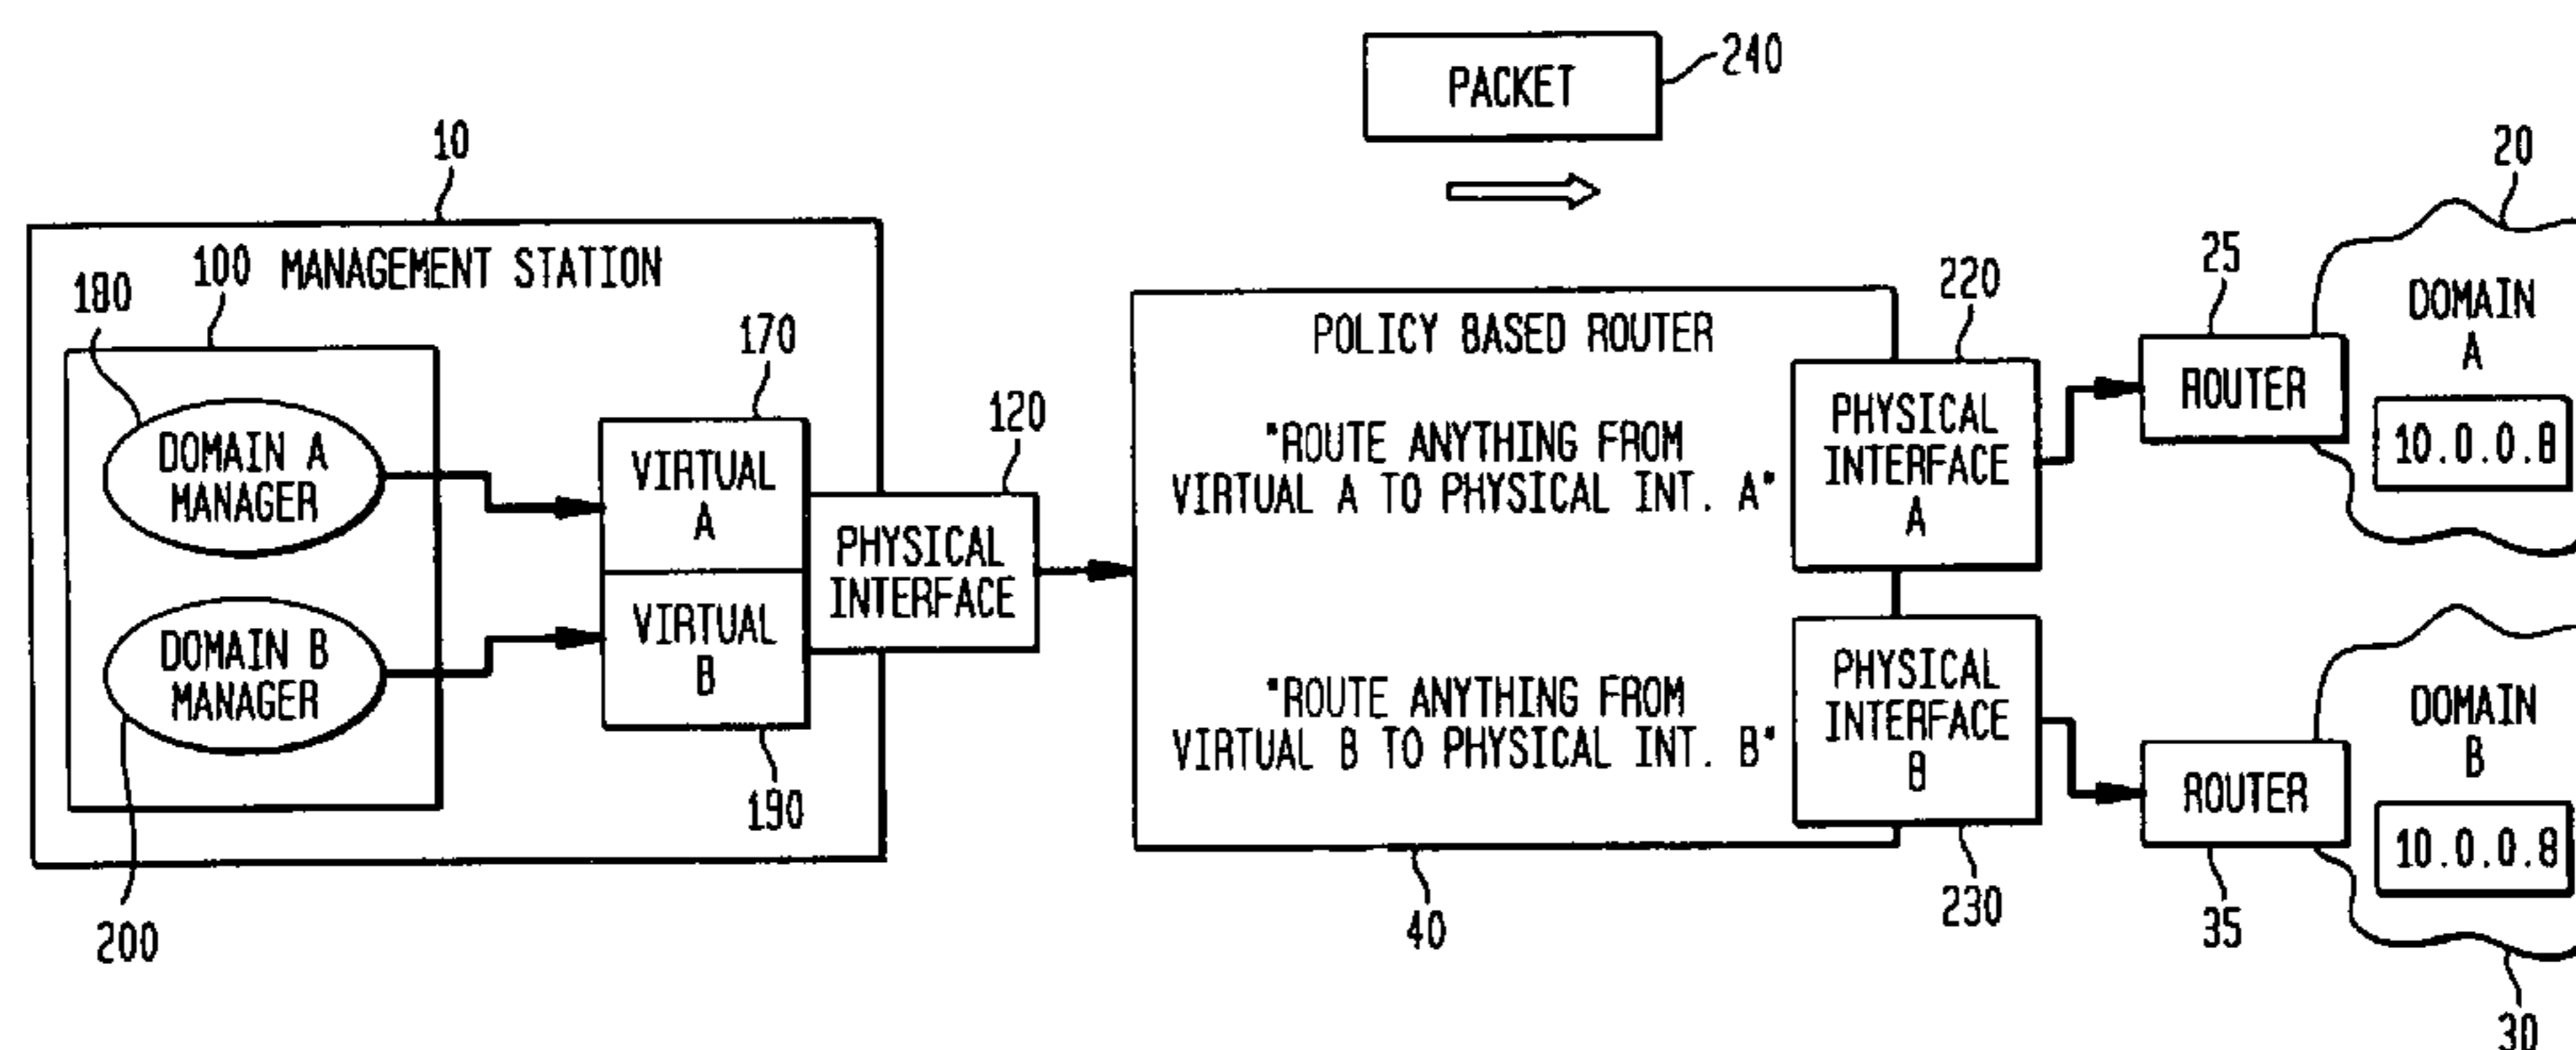 PACKET
240
10
20
100
MANAGEMENT STATION
180
170
120
DOMAIN A
MANAGER
DOMAIN B
MANAGER
200
VIRTUAL
A
VIRTUAL
B
190
PHYSICAL
INTERFACE
POLICY BASED ROUTER
"ROUTE ANYTHING FROM
VIRTUAL A TO PHYSICAL INT. A"
"ROUTE ANYTHING FROM
VIRTUAL B TO PHYSICAL INT. B"
40
220
PHYSICAL
INTERFACE
A
PHYSICAL
INTERFACE
B
230
25
ROUTER
DOMAIN
A
10.0.0.8
ROUTER
35
DOMAIN
B
10.0.0.8
30